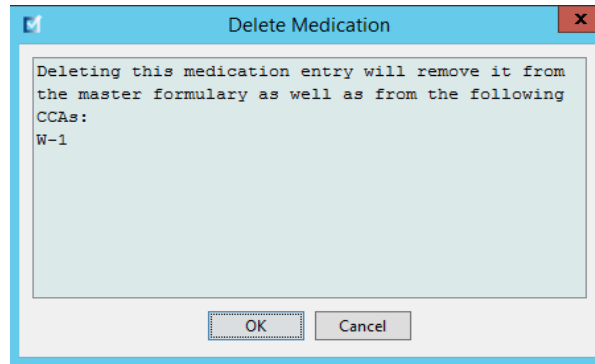 Delete Medication
x
Deleting this medication entry will remove it from
the master formulary as well as from the following
CCAs:
W-1
OK
Cancel